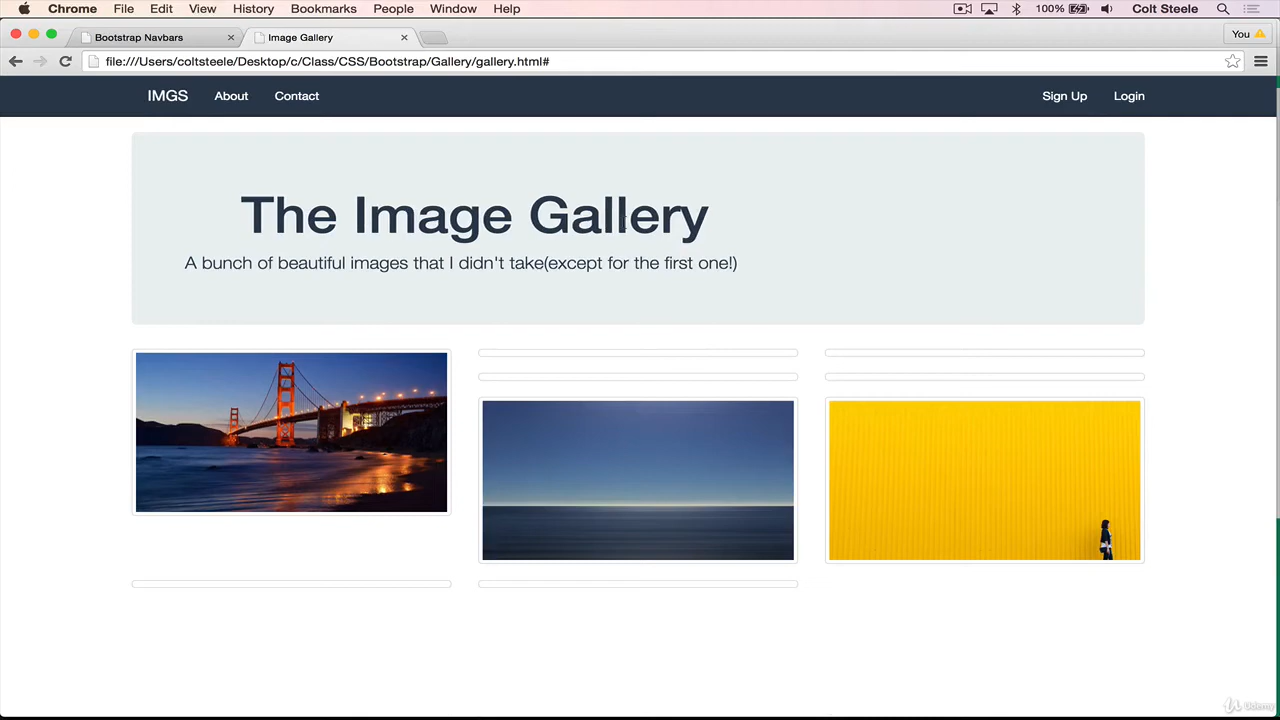 Chrome File Edit View History Bookmarks People Window Help 100% Colt Steele
Bootstrap Navbars Image Gallery You
file:///Users/coltsteele/Desktop/c/Class/CSS/Bootstrap/Gallery/gallery.html#
IMGS About Contact Sign Up Login
The Image Gallery
A bunch of beautiful images that I didn't take(except for the first one!)
Udemy